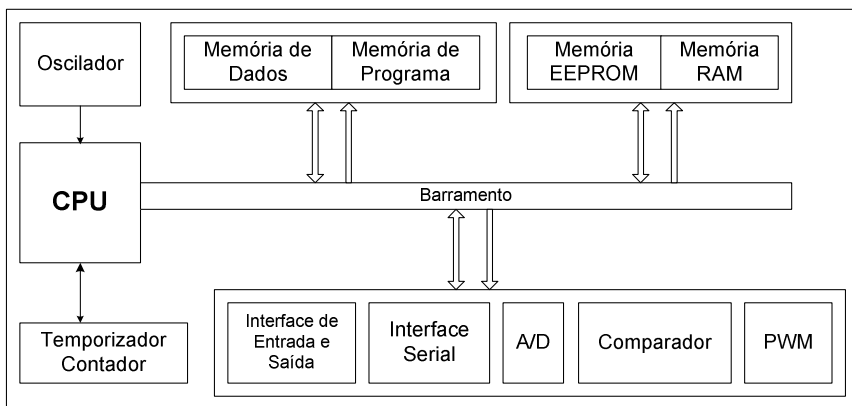 Oscilador
Memória de
Dados
Memória de
Programa
Memória
EEPROM
Memória
RAM
CPU
Barramento
Temporizador
Contador
Interface de
Entrada e
Saída
Interface
Serial
A/D
Comparador
PWM